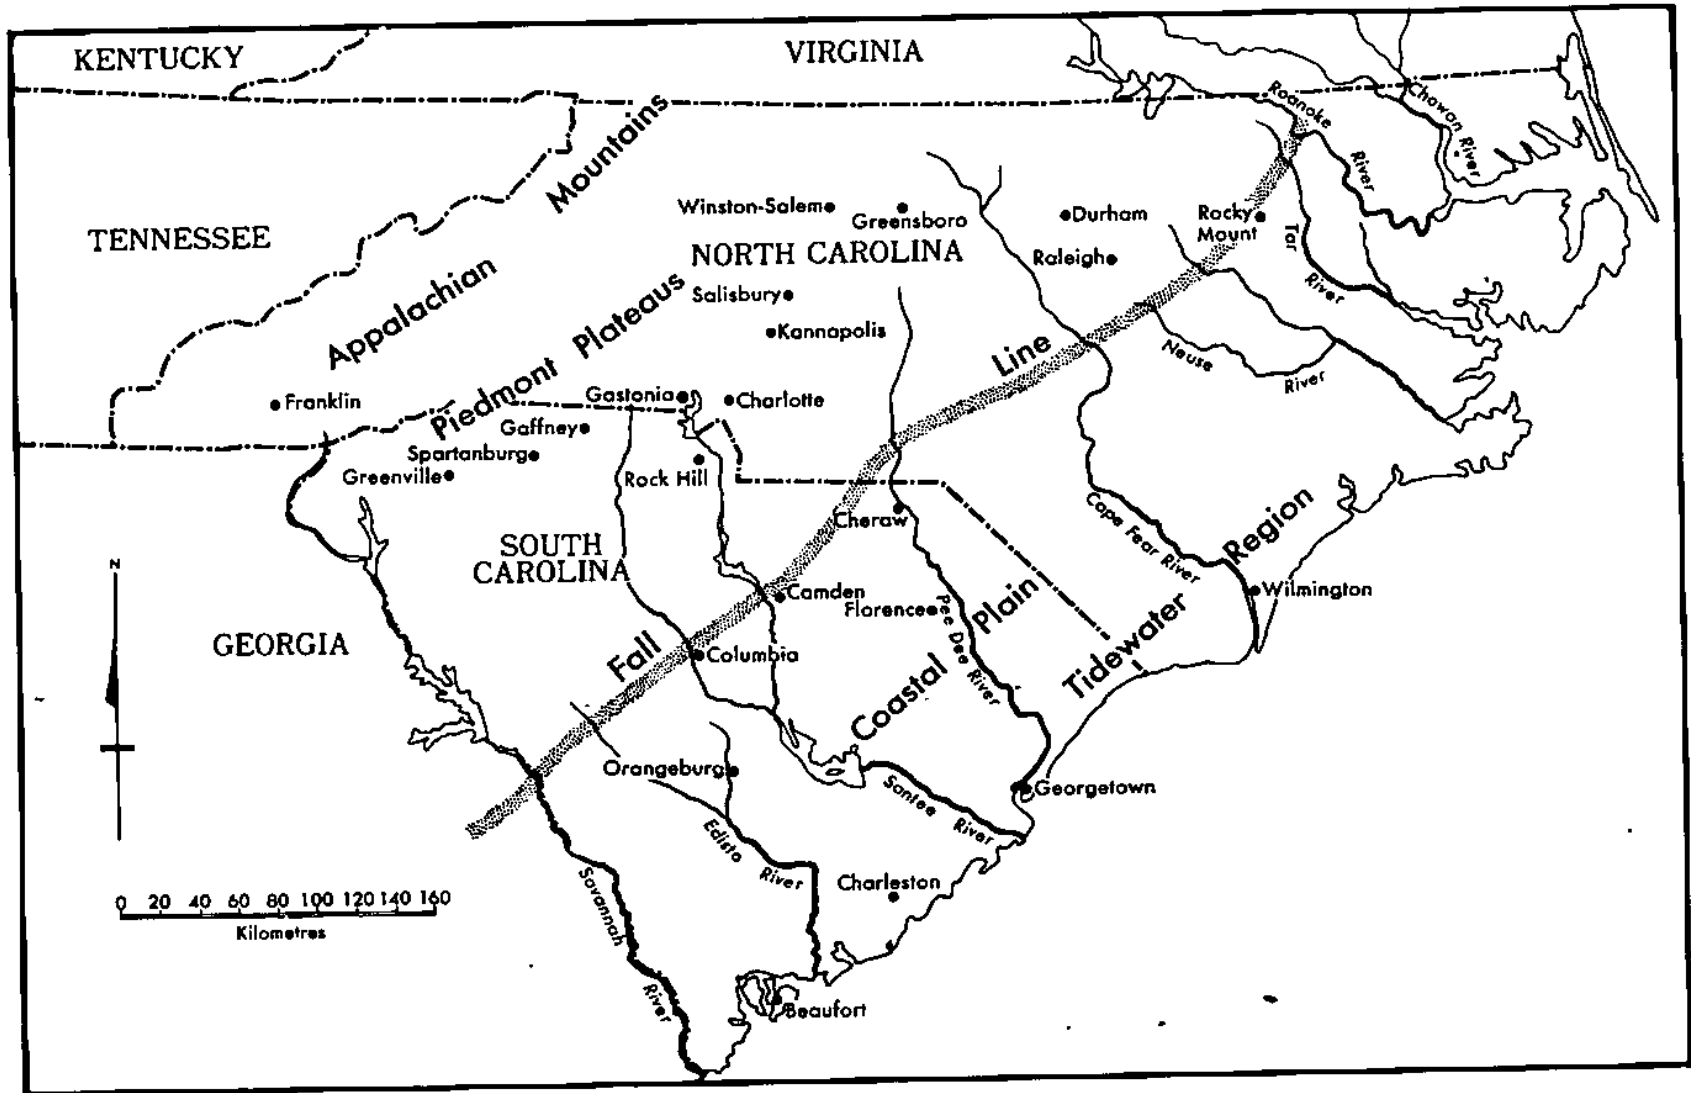 KENTUCKY
VIRGINIA
TENNESSEE
Appalachian Mountains
Roanoke River
Chowan River
Winston-Salem
Greensboro
Durham
Rocky
Mount
NORTH CAROLINA
Raleigh
Tar River
Salisbury
Piedmont Plateaus
Kannapolis
Fall Line
Neuse River
Franklin
Gastonia
Charlotte
Gaffney
Spartanburg
Greenville
Rock Hill
Cheraw
Cape Fear River
SOUTH
CAROLINA
N
Camden
Florence
Pee Dee River
Coastal Plain
Tidewater Region
Wilmington
GEORGIA
Columbia
Orangeburg
Georgetown
Santee River
Edisto River
Charleston
Savannah River
0 20 40 60 80 100 120 140 160
Kilometres
Beaufort